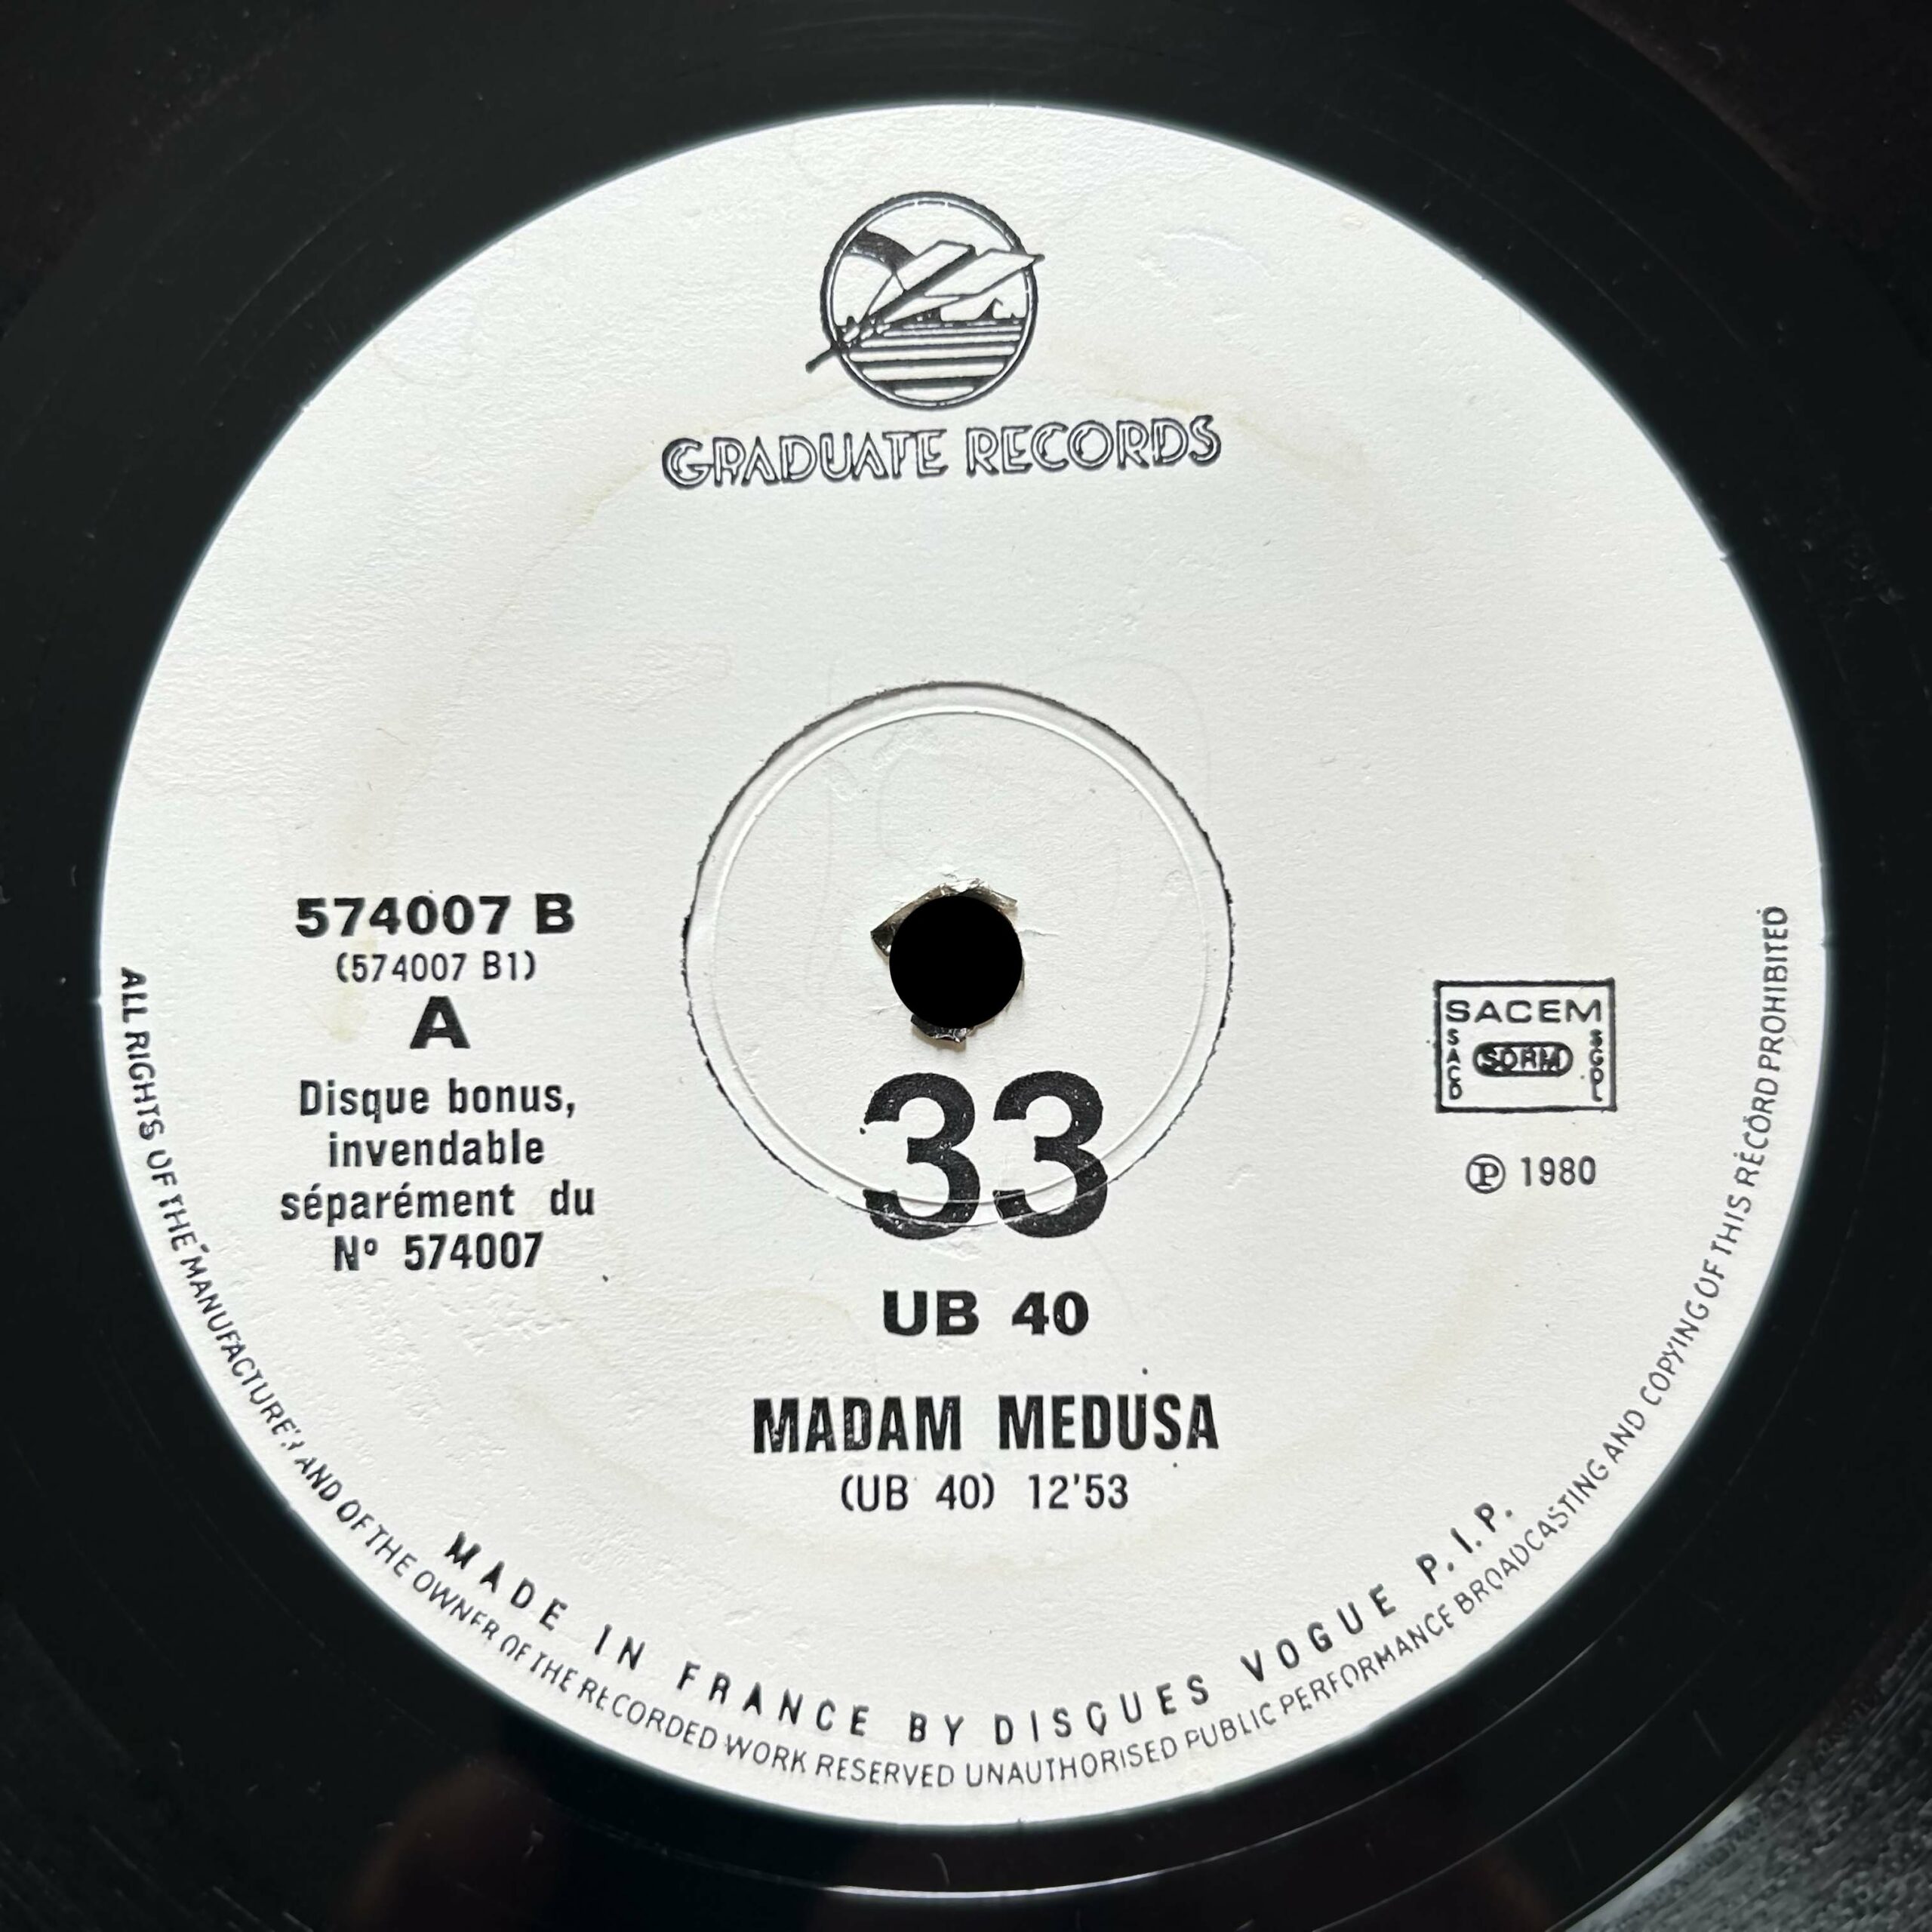 GRADUATE RECORDS
574007 B
(574007 B1)
A
Disque bonus,
invendable
séparément du
Nº 574007
SACEM
SACD
SDRM
SGDL
℗ 1980
33
UB 40
MADAM MEDUSA
(UB 40) 12'53
MADE IN FRANCE BY DISQUES VOGUE P.I.P.
ALL RIGHTS OF THE MANUFACTURER AND OF THE OWNER OF THE RECORDED WORK RESERVED UNAUTHORISED PUBLIC PERFORMANCE BROADCASTING AND COPYING OF THIS RECORD PROHIBITED